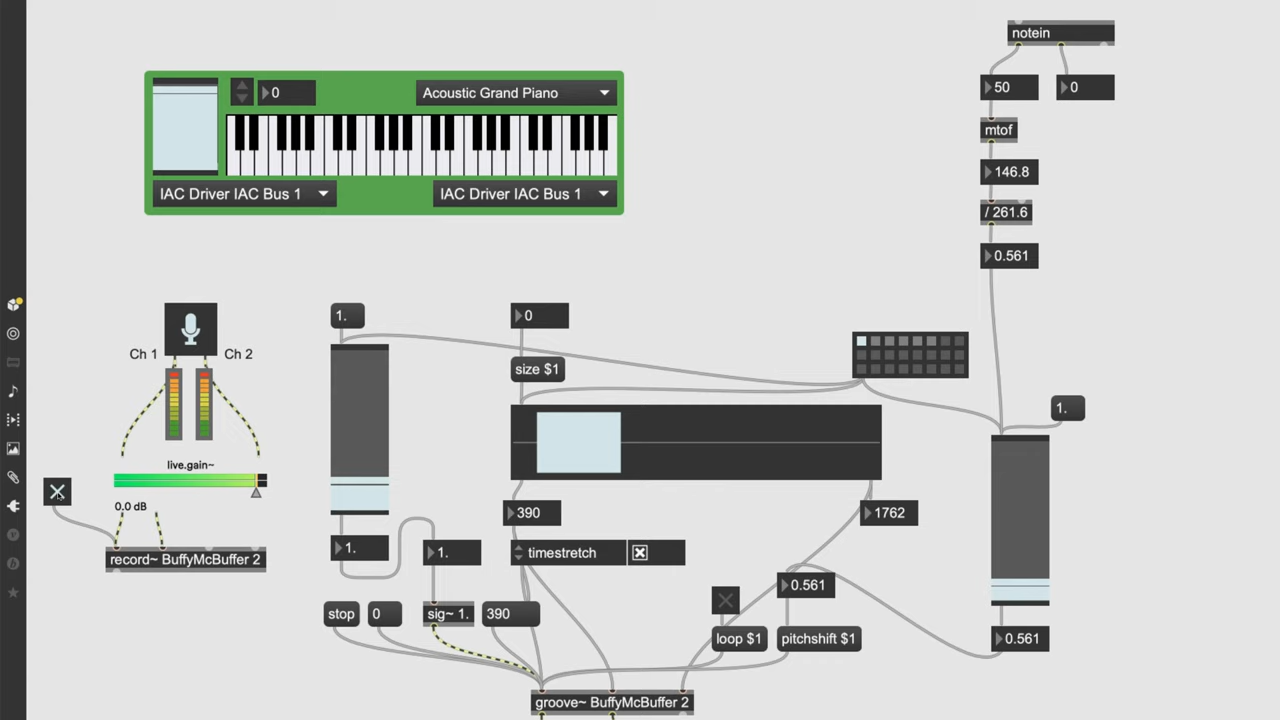 notein
50
0
mtof
146.8
/ 261.6
0.561
0
Acoustic Grand Piano
IAC Driver IAC Bus 1
IAC Driver IAC Bus 1
1.
0
Ch 1
Ch 2
size $1
1.
live.gain~
0.0 dB
390
1762
record~ BuffyMcBuffer 2
1.
1.
timestretch
0.561
stop
0
sig~ 1.
390
loop $1
pitchshift $1
0.561
groove~ BuffyMcBuffer 2